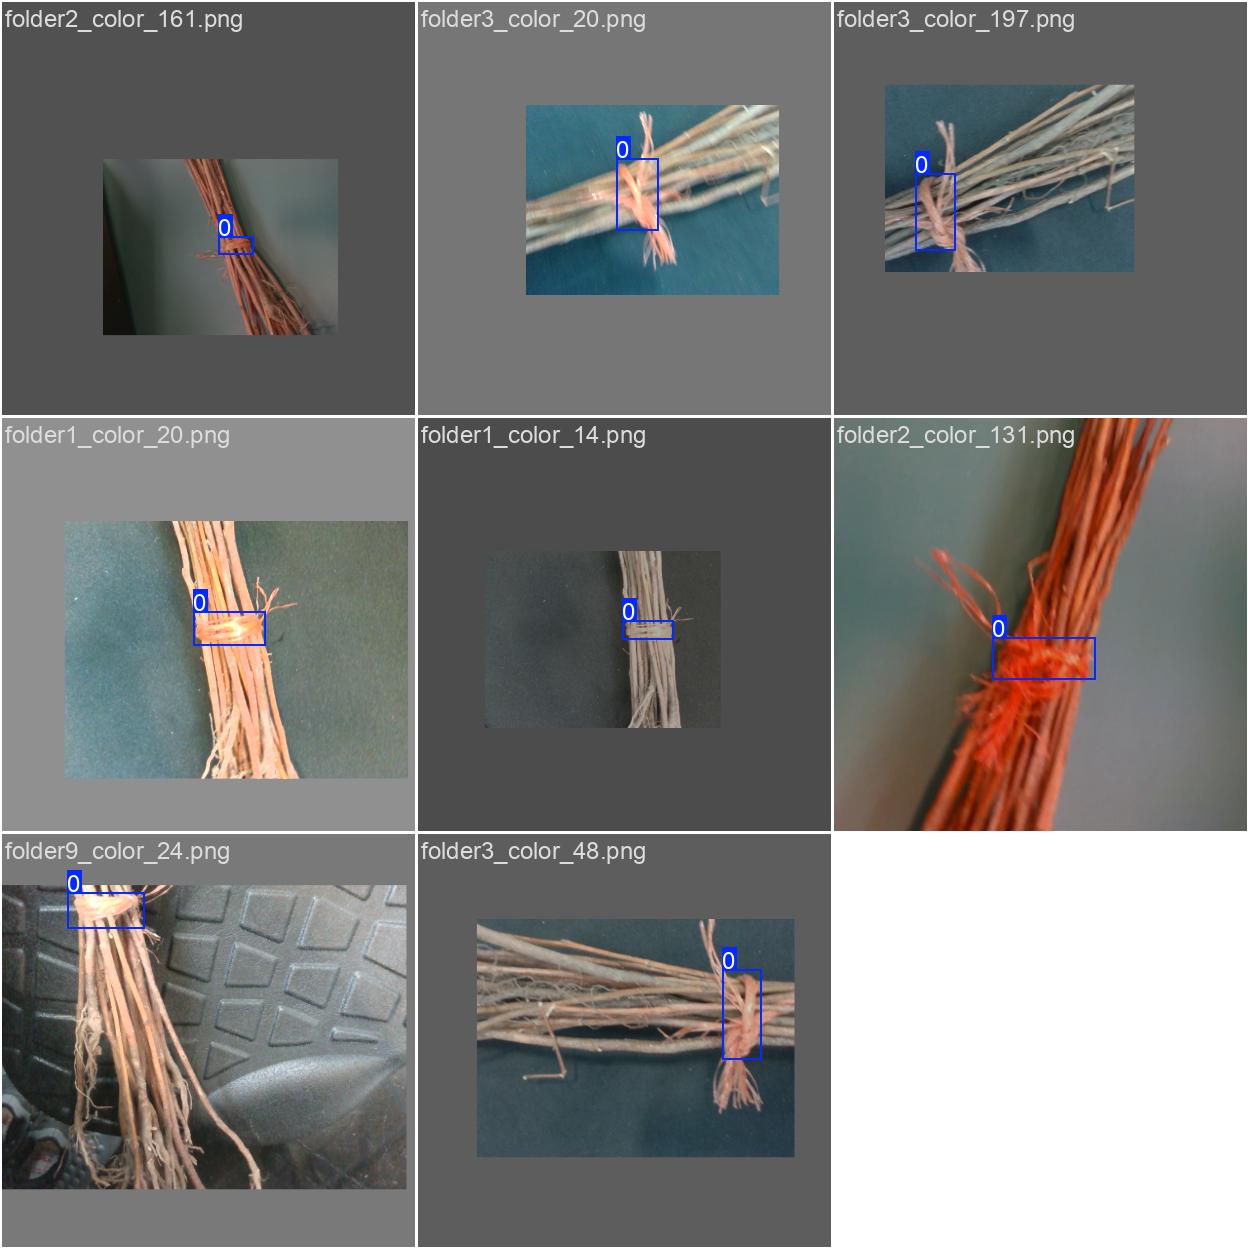 folder2_color_161.png
0
folder3_color_20.png
0
folder3_color_197.png
0
folder1_color_20.png
0
folder1_color_14.png
0
folder2_color_131.png
0
folder9_color_24.png
0
folder3_color_48.png
0